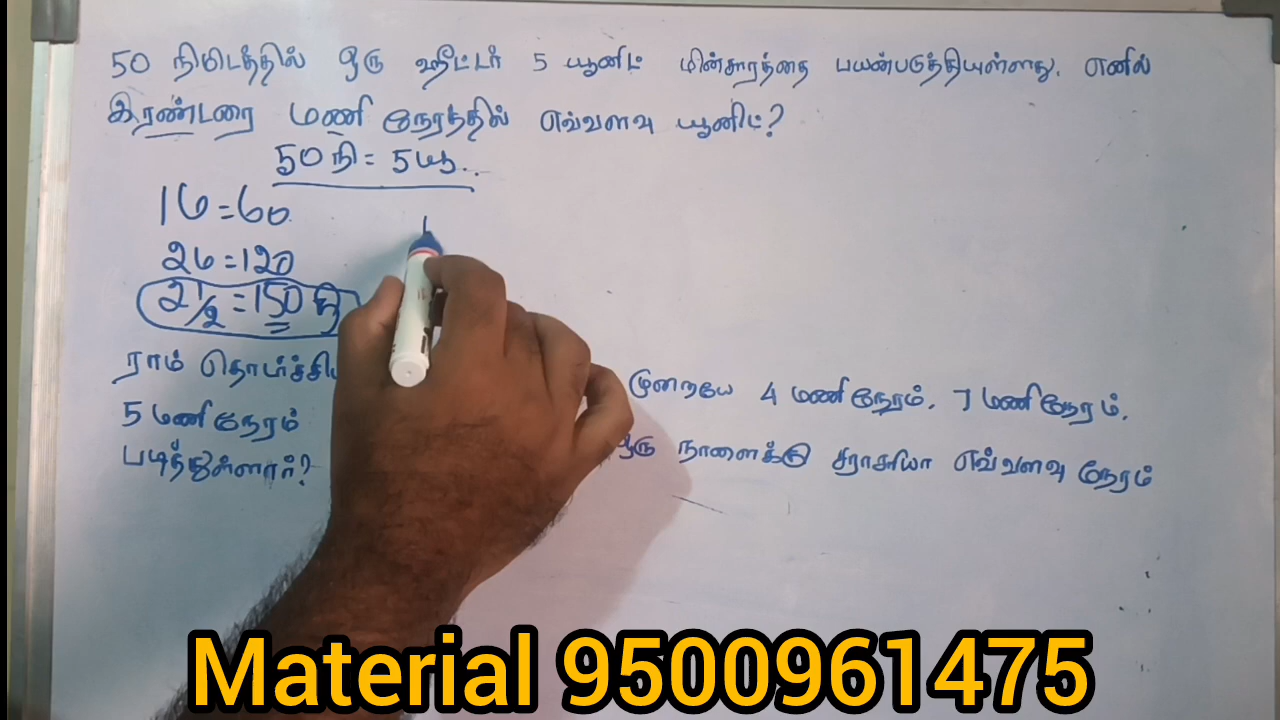 50 நிமிடத்தில் ஒரு ஹீட்டர் 5 யூனிட் மின்சாரத்தை பயன்படுத்தியுள்ளது. எனில்
இரண்டரை மணி நேரத்தில் எவ்வளவு யூனிட்?
50 நி = 5 யூ..
1 ம = 60
2 ம = 120
2 1/2 = 150 நி
ராம் முறையே 4 மணிநேரம். 7 மணிநேரம்.
5 மணிநேரம் ஒரு நாளைக்கு சராசரியா எவ்வளவு நேரம்
படித்துள்ளார்?
Material 9500961475